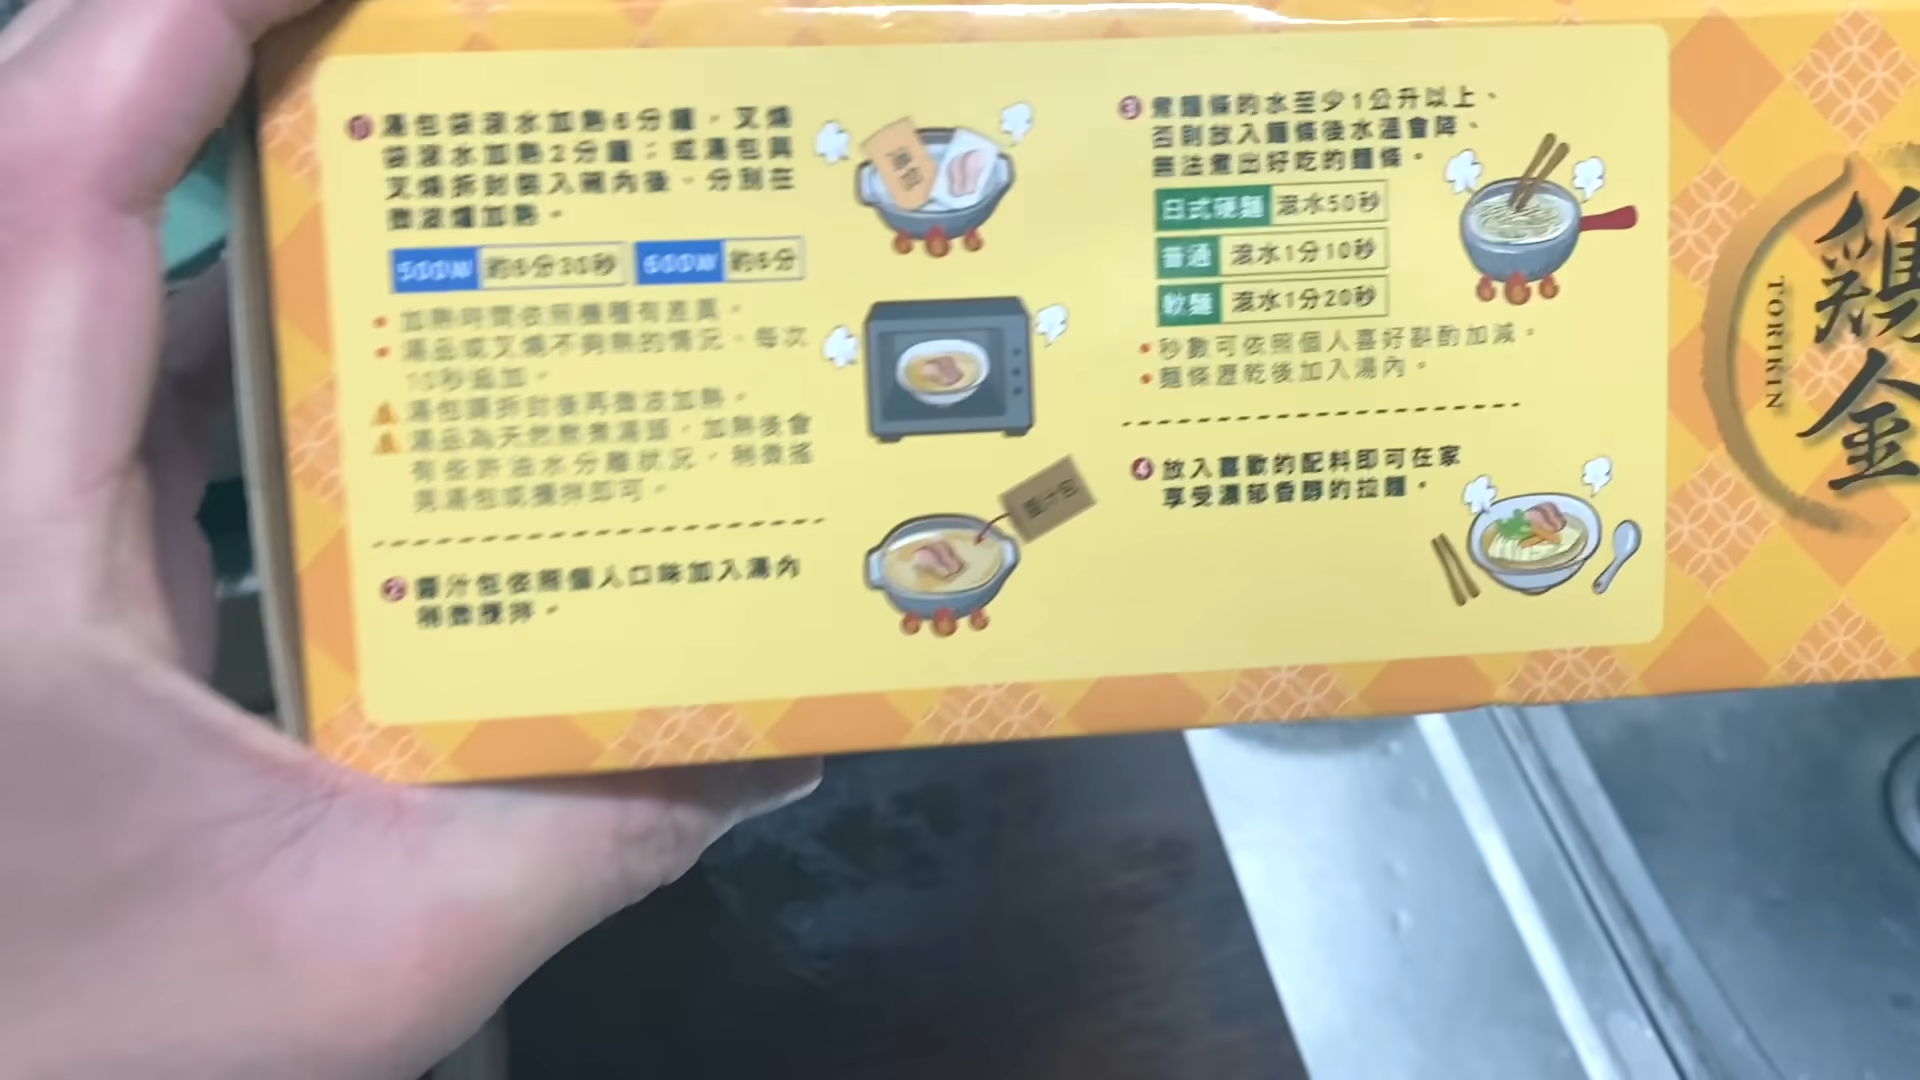 ❶ 湯包袋滾水加熱6分鐘，叉燒
袋滾水加熱2分鐘；或湯包與
叉燒拆封裝入碗內後，分別在
微波爐加熱。
500W 約6分30秒 600W 約6分
• 加熱時間依照機種有差異。
• 湯品或叉燒不夠熱的情況，每次
10秒追加。
湯包請拆封後再微波加熱。
湯品為天然熬煮湯頭，加熱後會
有些許油水分離狀況，稍微搖
晃湯包或攪拌即可。
❷ 醬汁包依照個人口味加入湯內
稍微攪拌。
湯包
醬汁包
❸ 煮麵條的水至少1公升以上、
否則放入麵條後水溫會降、
無法煮出好吃的麵條。
日式硬麵 滾水50秒
普通 滾水1分10秒
軟麵 滾水1分20秒
• 秒數可依照個人喜好斟酌加減。
• 麵條瀝乾後加入湯內。
❹ 放入喜歡的配料即可在家
享受濃郁香醇的拉麵。
TORIKIN
鶏金